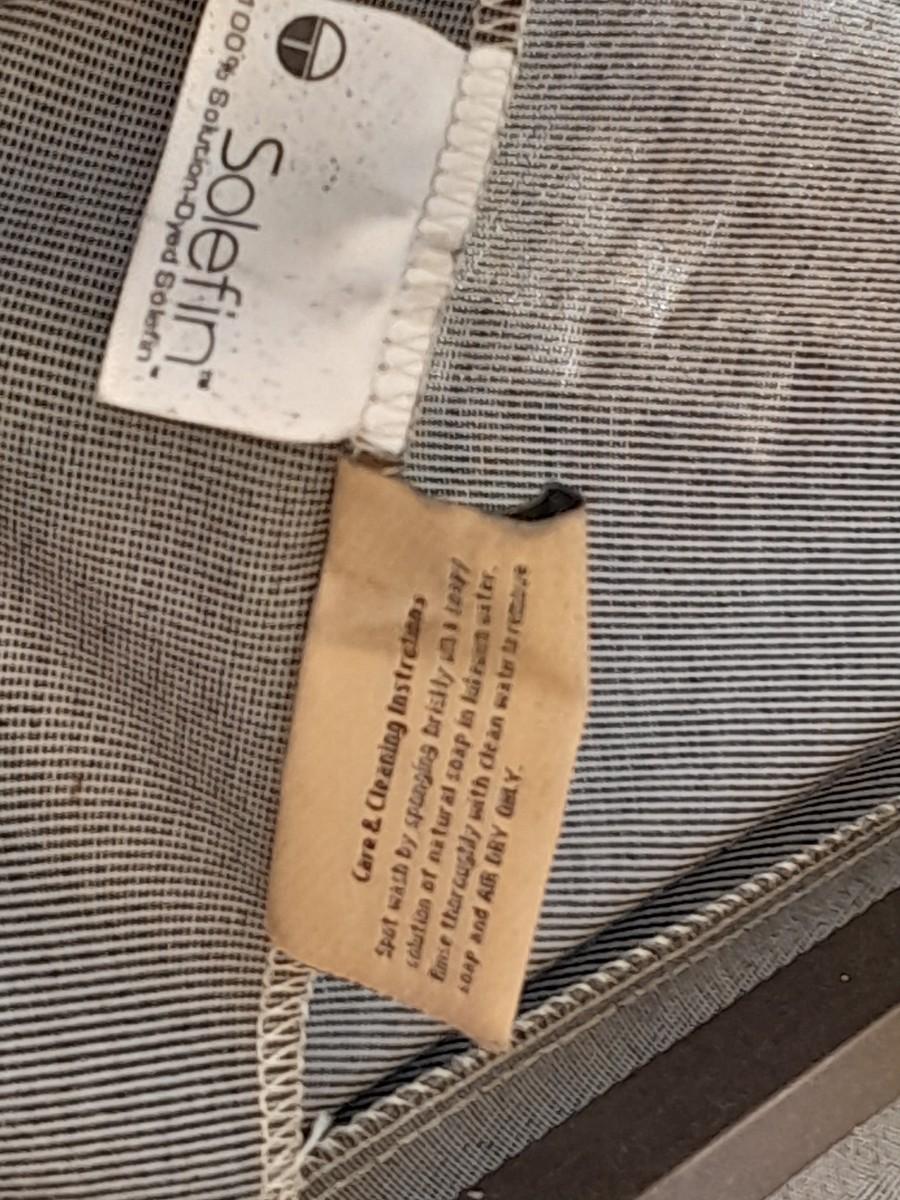 Solefin™
100% Solution-Dyed Solefin™
Care & Cleaning Instructions
Spot wash by sponging briskly in a soapy
solution of natural soap in lukewarm water.
Rinse thoroughly with clean water to remove
soap and AIR DRY ONLY.